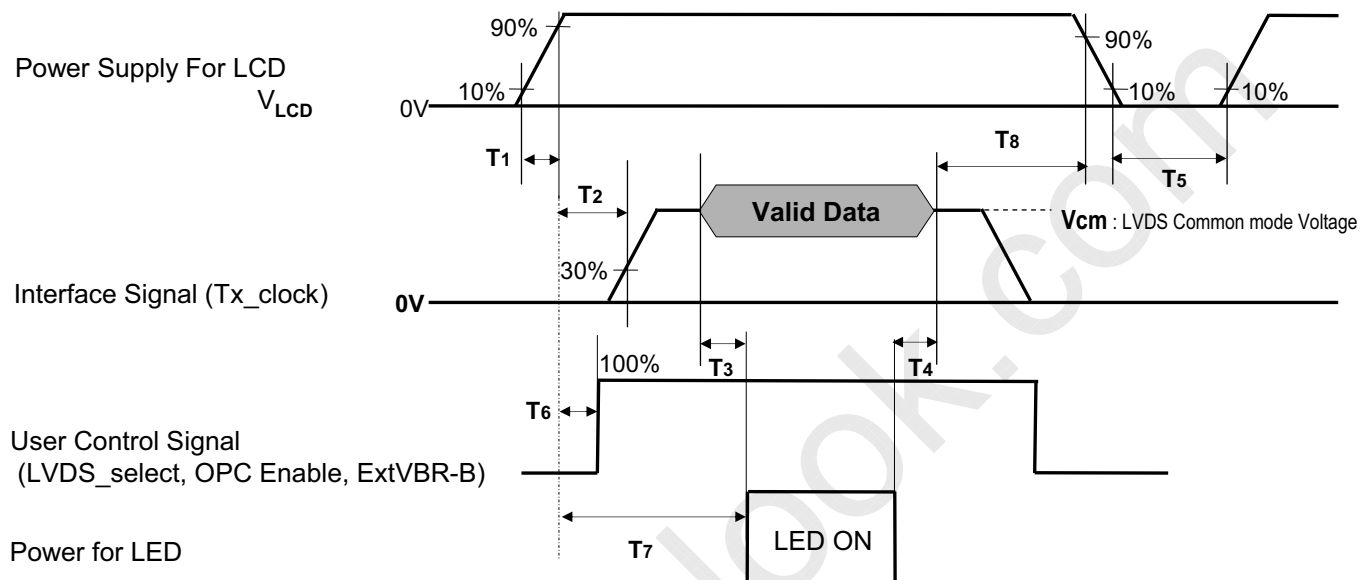 90%
90%
Power Supply For LCD
VLCD
10%
10%
10%
0V
T1
T8
T2
T5
Valid Data
Vcm : LVDS Common mode Voltage
30%
Interface Signal (Tx_clock)
0V
T3
T4
100%
T6
User Control Signal
(LVDS_select, OPC Enable, ExtVBR-B)
T7
LED ON
Power for LED
look.com